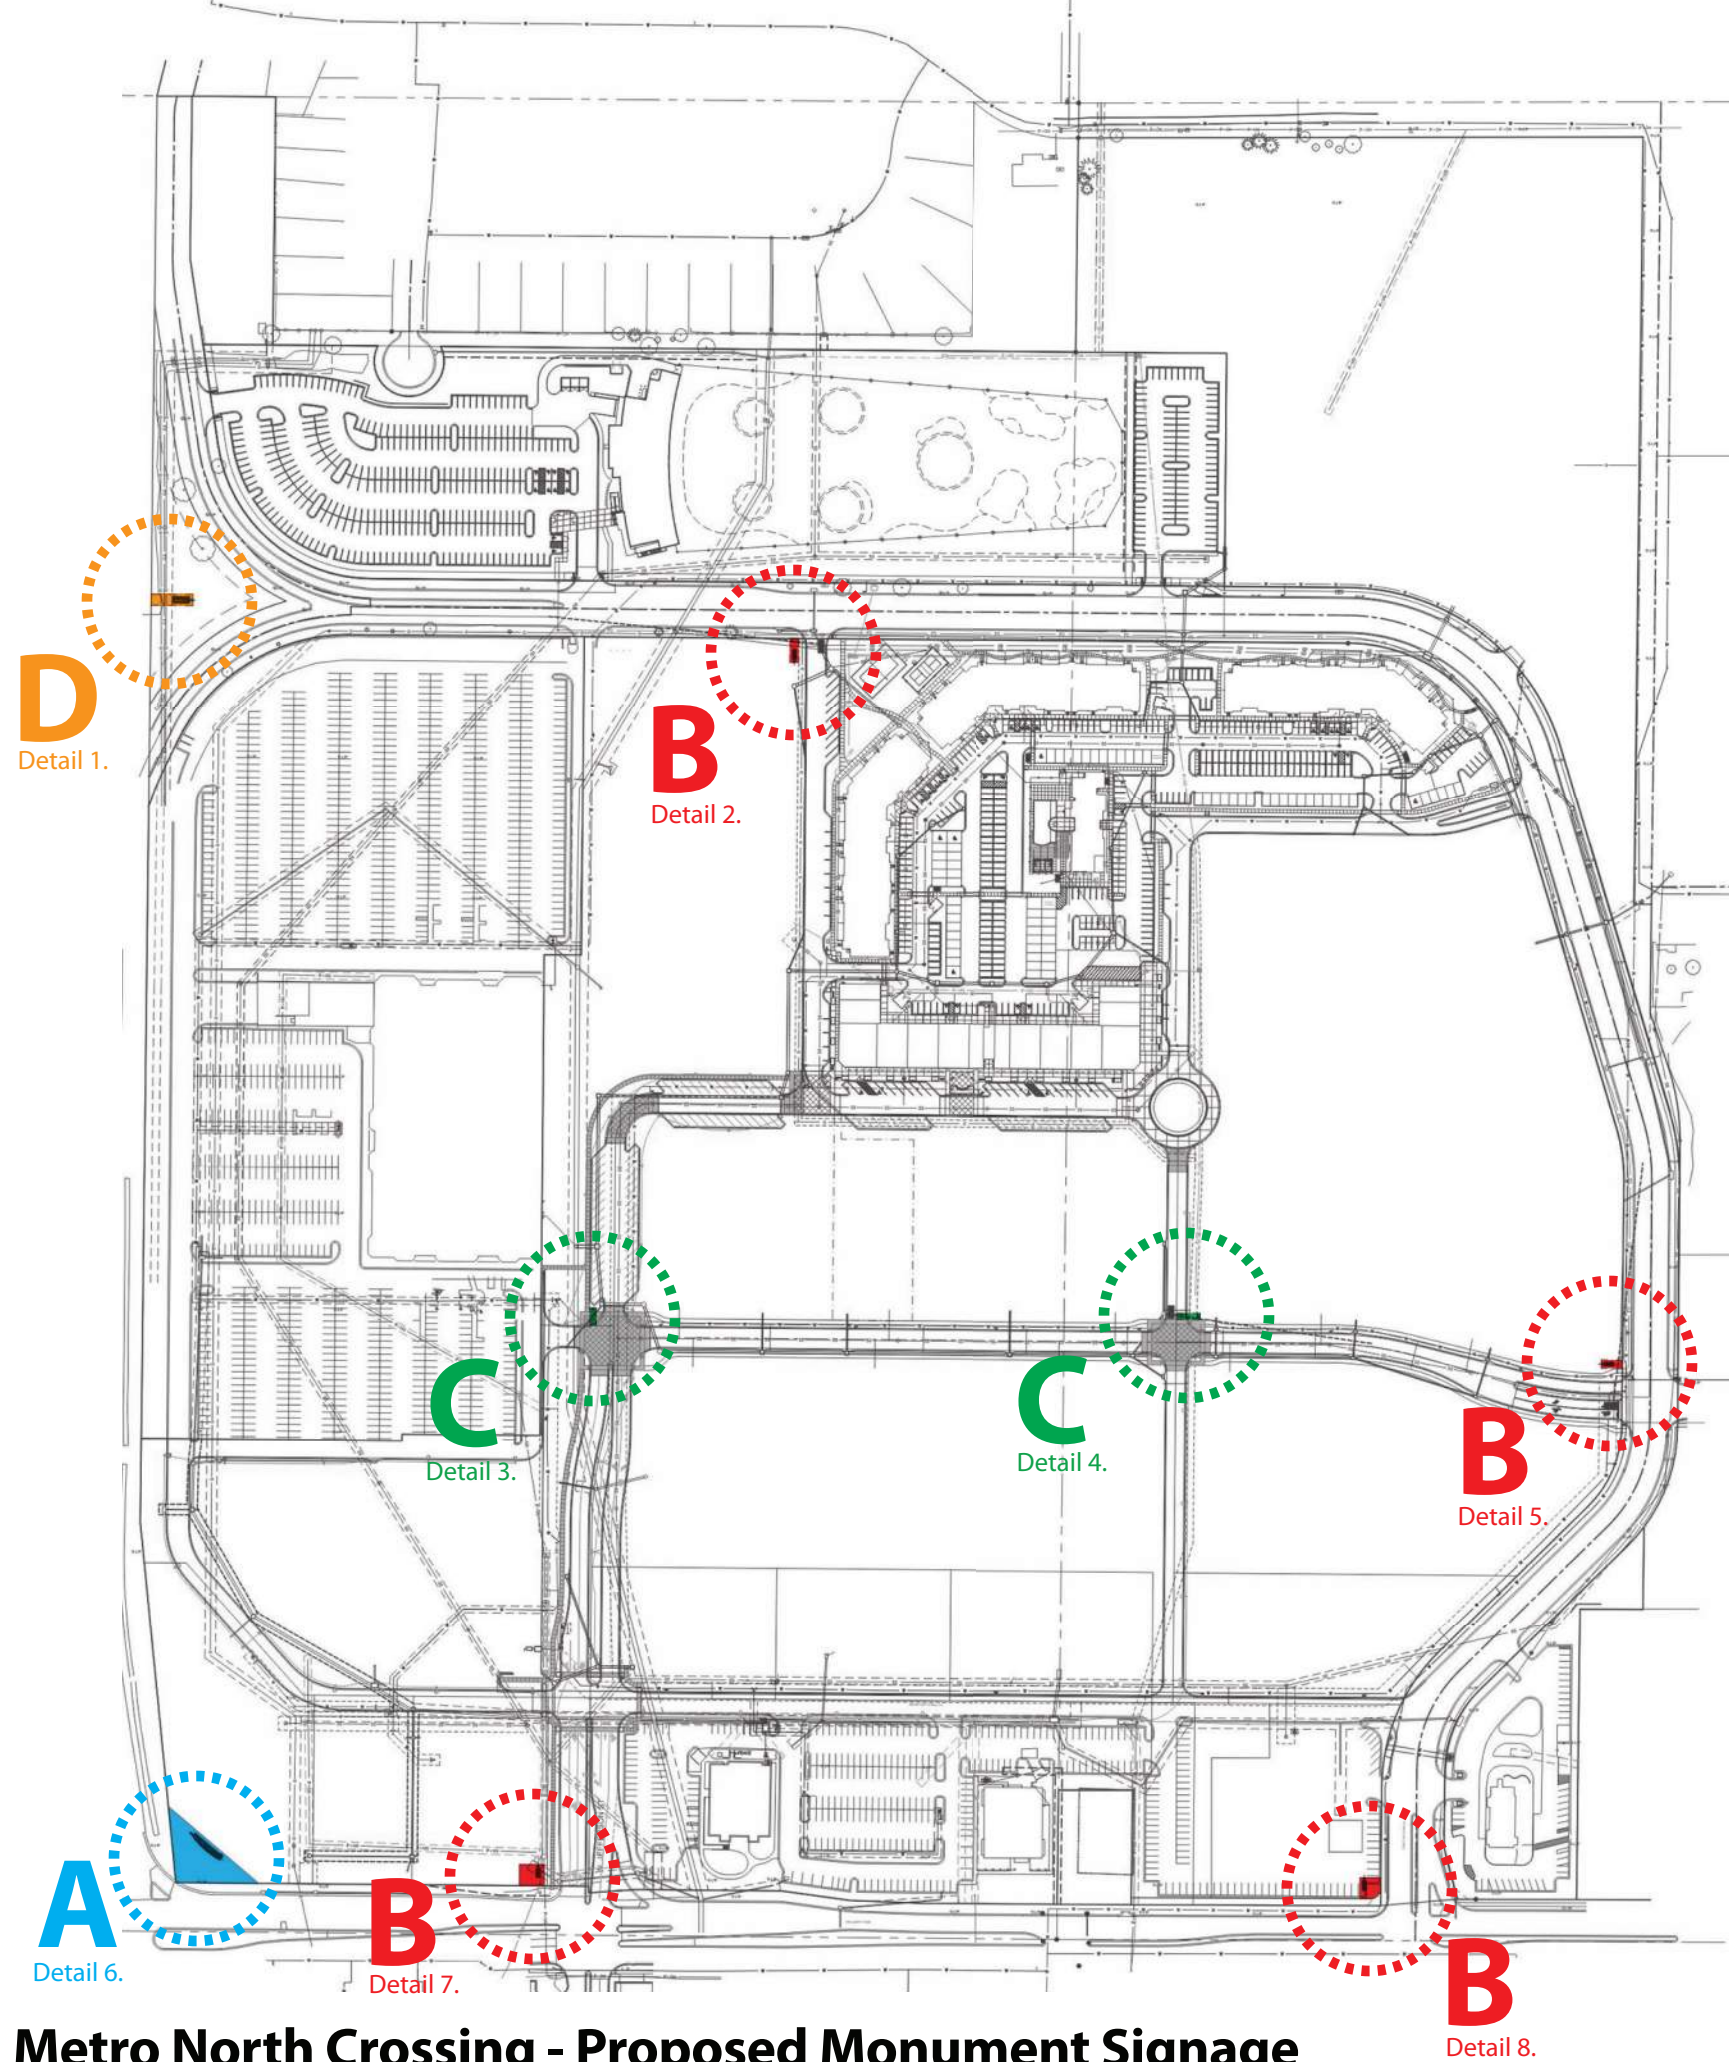 D
Detail 1.
B
Detail 2.
C
Detail 3.
C
Detail 4.
B
Detail 5.
A
Detail 6.
B
Detail 7.
B
Detail 8.
Metro North Crossing - Proposed Monument Signage